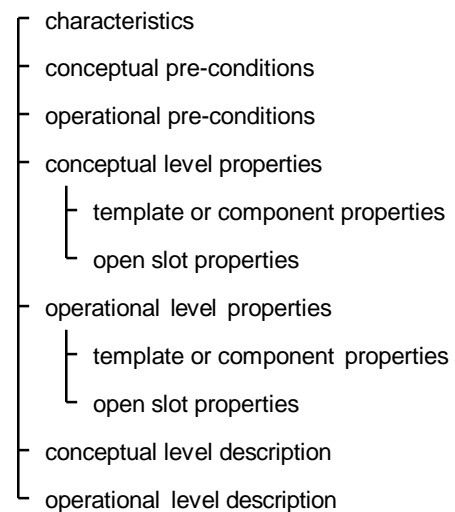 characteristics
conceptual pre-conditions
operational pre-conditions
conceptual level properties
template or component properties
open slot properties
operational level properties
template or component properties
open slot properties
conceptual level description
operational level description